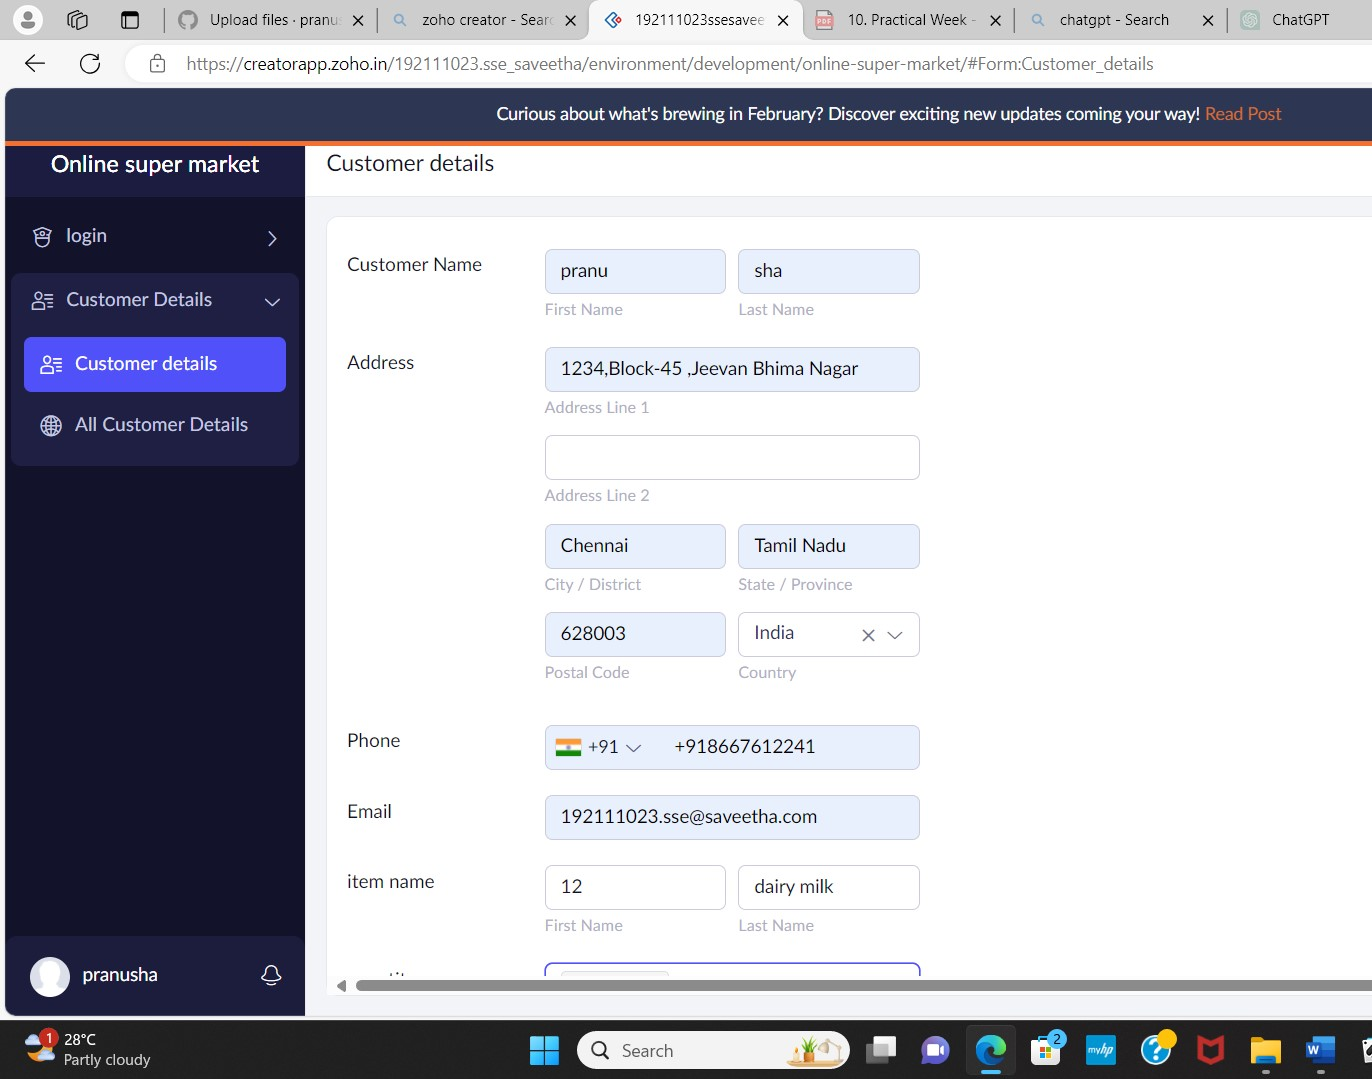 Upload files · pranu
zoho creator - Sear
192111023ssesavee
10. Practical Week -
chatgpt - Search
ChatGPT
https://creatorapp.zoho.in/192111023.sse_saveetha/environment/development/online-super-market/#Form:Customer_details
Curious about what's brewing in February? Discover exciting new updates coming your way! Read Post
Online super market
Customer details
login
Customer Details
Customer details
All Customer Details
Customer Name
pranu
sha
First Name
Last Name
Address
1234,Block-45 ,Jeevan Bhima Nagar
Address Line 1
Address Line 2
Chennai
Tamil Nadu
City / District
State / Province
628003
India
Postal Code
Country
Phone
+91
+918667612241
Email
192111023.sse@saveetha.com
item name
12
dairy milk
First Name
Last Name
pranusha
1
28°C
Partly cloudy
Search
2
myhp
W